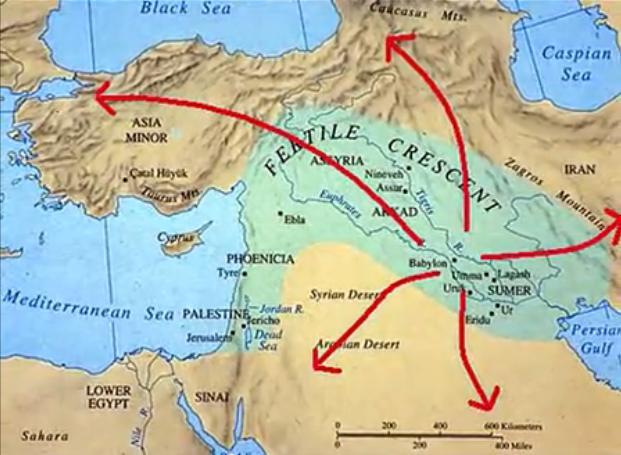 Black Sea
Caucasus Mts.
Caspian
Sea
ASIA
MINOR
FERTILE CRESCENT
ASSYRIA
Nineveh
Assur
Tigris
R.
Zagros Mountains
IRAN
Çatal Hüyük
Taurus Mts.
Euphrates
AKKAD
Ebla
Cyprus
PHOENICIA
Tyre
Babylon
Umma
Lagash
Uruk
SUMER
Ur
Eridu
Mediterranean Sea
Syrian Desert
PALESTINE
Jordan R.
Jericho
Jerusalem
Dead
Sea
Arabian Desert
Persian
Gulf
LOWER
EGYPT
SINAI
Nile R.
Sahara
0 200 400 600 Kilometers
0 200 400 Miles